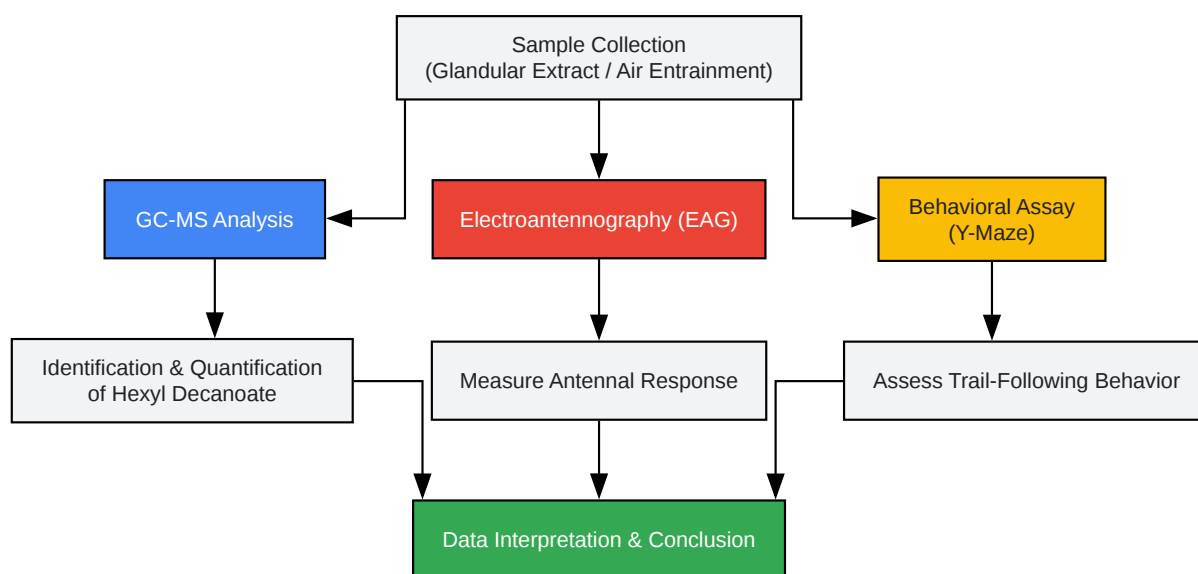 Sample Collection
(Glandular Extract / Air Entrainment)
GC-MS Analysis
Electroantennography (EAG)
Behavioral Assay
(Y-Maze)
Identification & Quantification
of Hexyl Decanoate
Measure Antennal Response
Assess Trail-Following Behavior
Data Interpretation & Conclusion